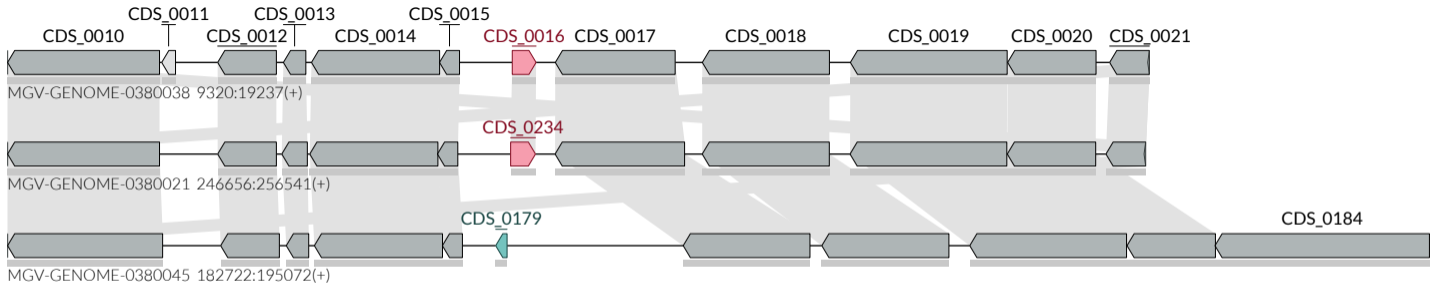 CDS_0011 CDS_0013 CDS_0015
CDS_0010 CDS_0012 CDS_0014 CDS_0016 CDS_0017 CDS_0018 CDS_0019 CDS_0020 CDS_0021
MGV-GENOME-0380038 9320:19237(+)
CDS_0234
MGV-GENOME-0380021 246656:256541(+)
CDS_0179 CDS_0184
MGV-GENOME-0380045 182722:195072(+)